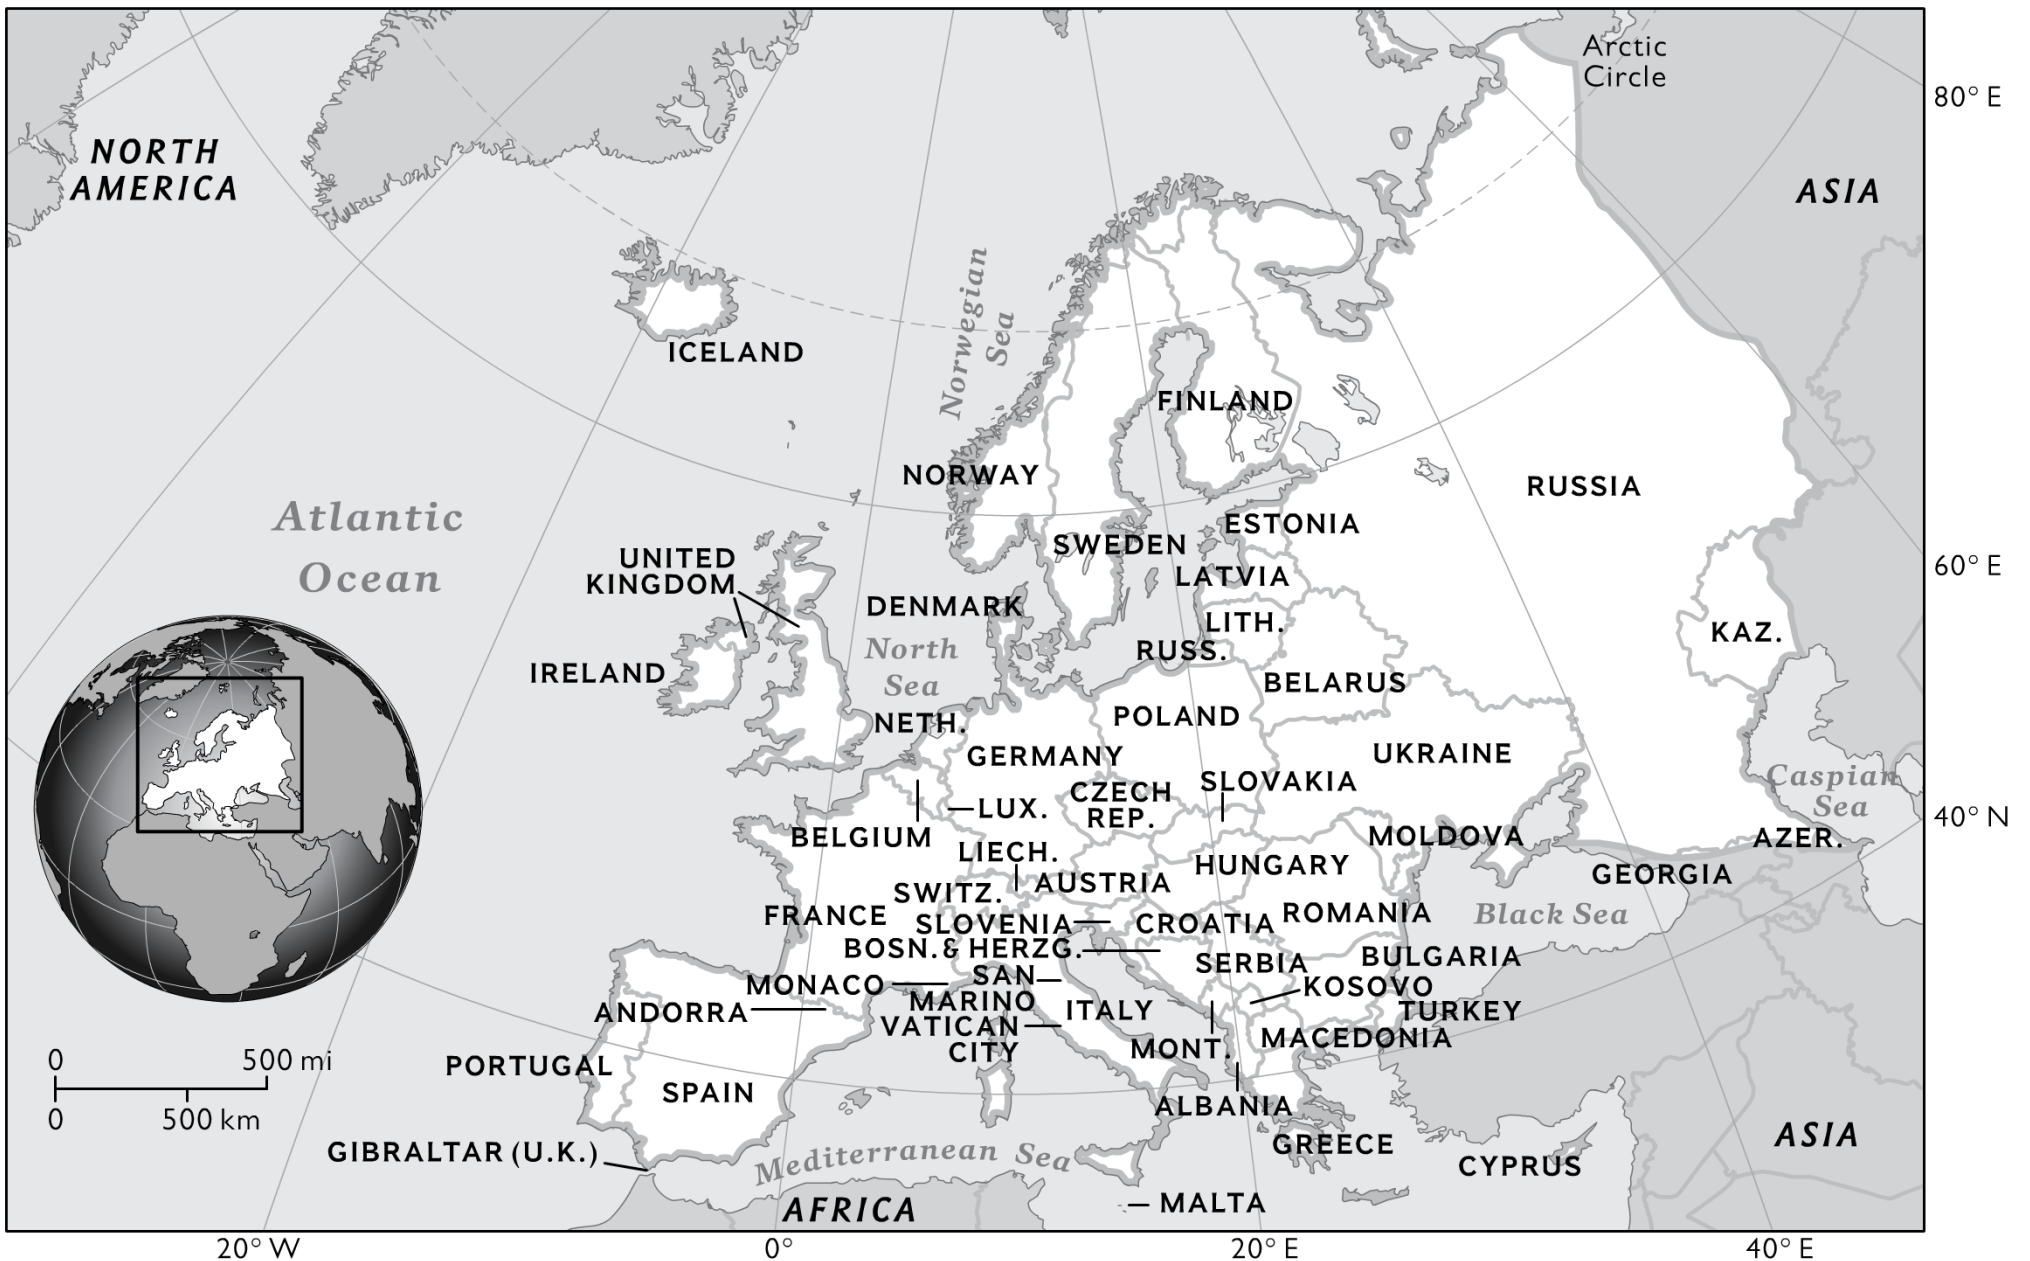 Arctic
Circle
80° E
NORTH
AMERICA
ASIA
Norwegian
Sea
ICELAND
FINLAND
NORWAY
RUSSIA
Atlantic
Ocean
ESTONIA
SWEDEN
UNITED
KINGDOM
60° E
LATVIA
DENMARK
LITH.
KAZ.
North
Sea
RUSS.
IRELAND
BELARUS
NETH.
POLAND
GERMANY
UKRAINE
SLOVAKIA
Caspian
Sea
CZECH
REP.
LUX.
40° N
BELGIUM
MOLDOVA
AZER.
LIECH.
HUNGARY
GEORGIA
AUSTRIA
SWITZ.
FRANCE
SLOVENIA
CROATIA
ROMANIA
Black Sea
BOSN. & HERZG.
SERBIA
BULGARIA
MONACO
SAN
MARINO
KOSOVO
ANDORRA
ITALY
TURKEY
VATICAN
CITY
MACEDONIA
MONT.
0 500 mi
0 500 km
PORTUGAL
SPAIN
ALBANIA
GREECE
ASIA
GIBRALTAR (U.K.)
Mediterranean Sea
CYPRUS
AFRICA
MALTA
20° W
0°
20° E
40° E